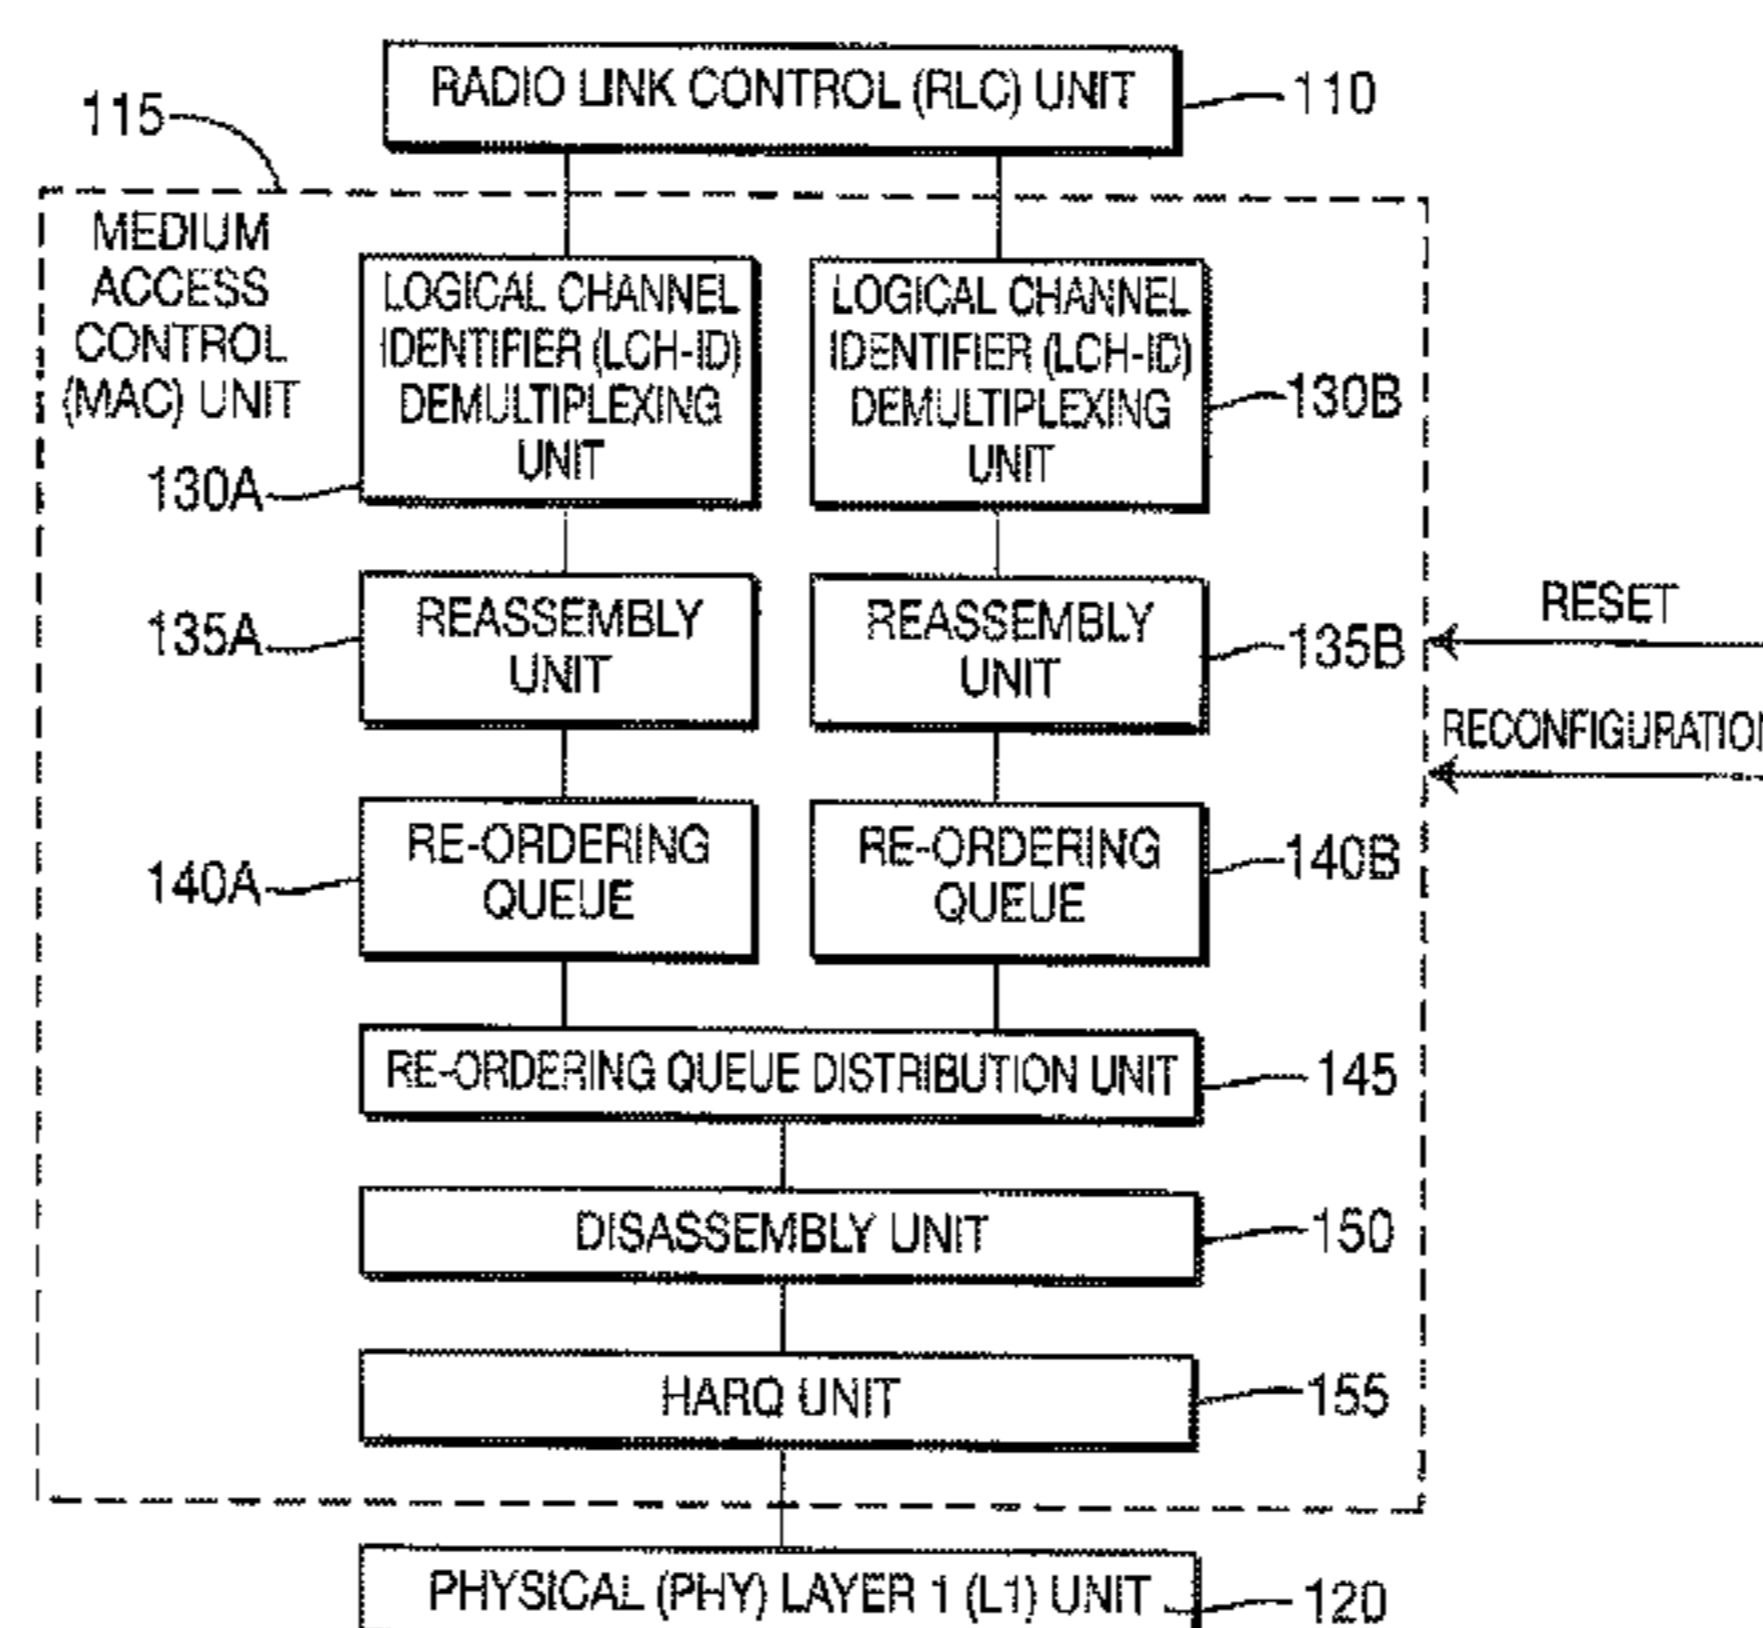 RADIO LINK CONTROL (RLC) UNIT
110
115
MEDIUM
ACCESS
CONTROL
(MAC) UNIT
LOGICAL CHANNEL
IDENTIFIER (LCH-ID)
DEMULTIPLEXING
UNIT
130A
LOGICAL CHANNEL
IDENTIFIER (LCH-ID)
DEMULTIPLEXING
UNIT
130B
REASSEMBLY
UNIT
135A
REASSEMBLY
UNIT
135B
RESET
RECONFIGURATION
RE-ORDERING
QUEUE
140A
RE-ORDERING
QUEUE
140B
RE-ORDERING QUEUE DISTRIBUTION UNIT
145
DISASSEMBLY UNIT
150
HARQ UNIT
155
PHYSICAL (PHY) LAYER 1 (L1) UNIT
120